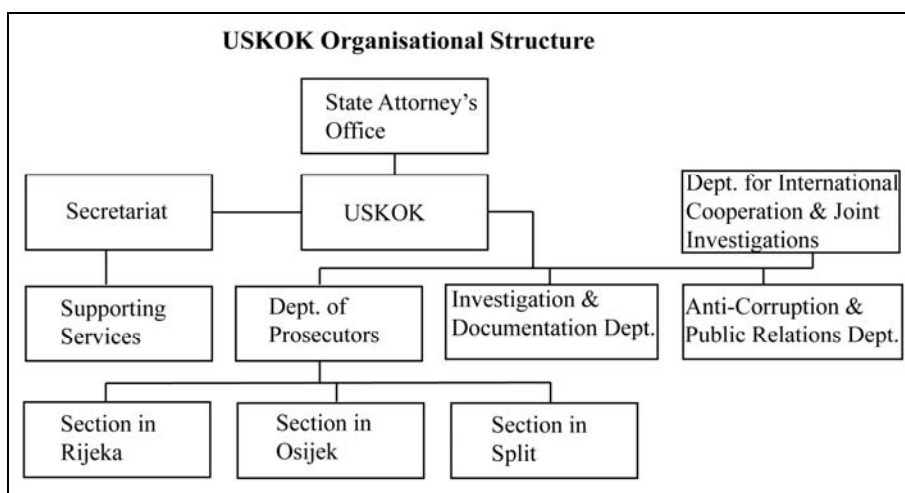 USKOK Organisational Structure
State Attorney's
Office
Secretariat
USKOK
Dept. for International
Cooperation & Joint
Investigations
Supporting
Services
Dept. of
Prosecutors
Investigation &
Documentation Dept.
Anti-Corruption &
Public Relations Dept.
Section in
Rijeka
Section in
Osijek
Section in
Split